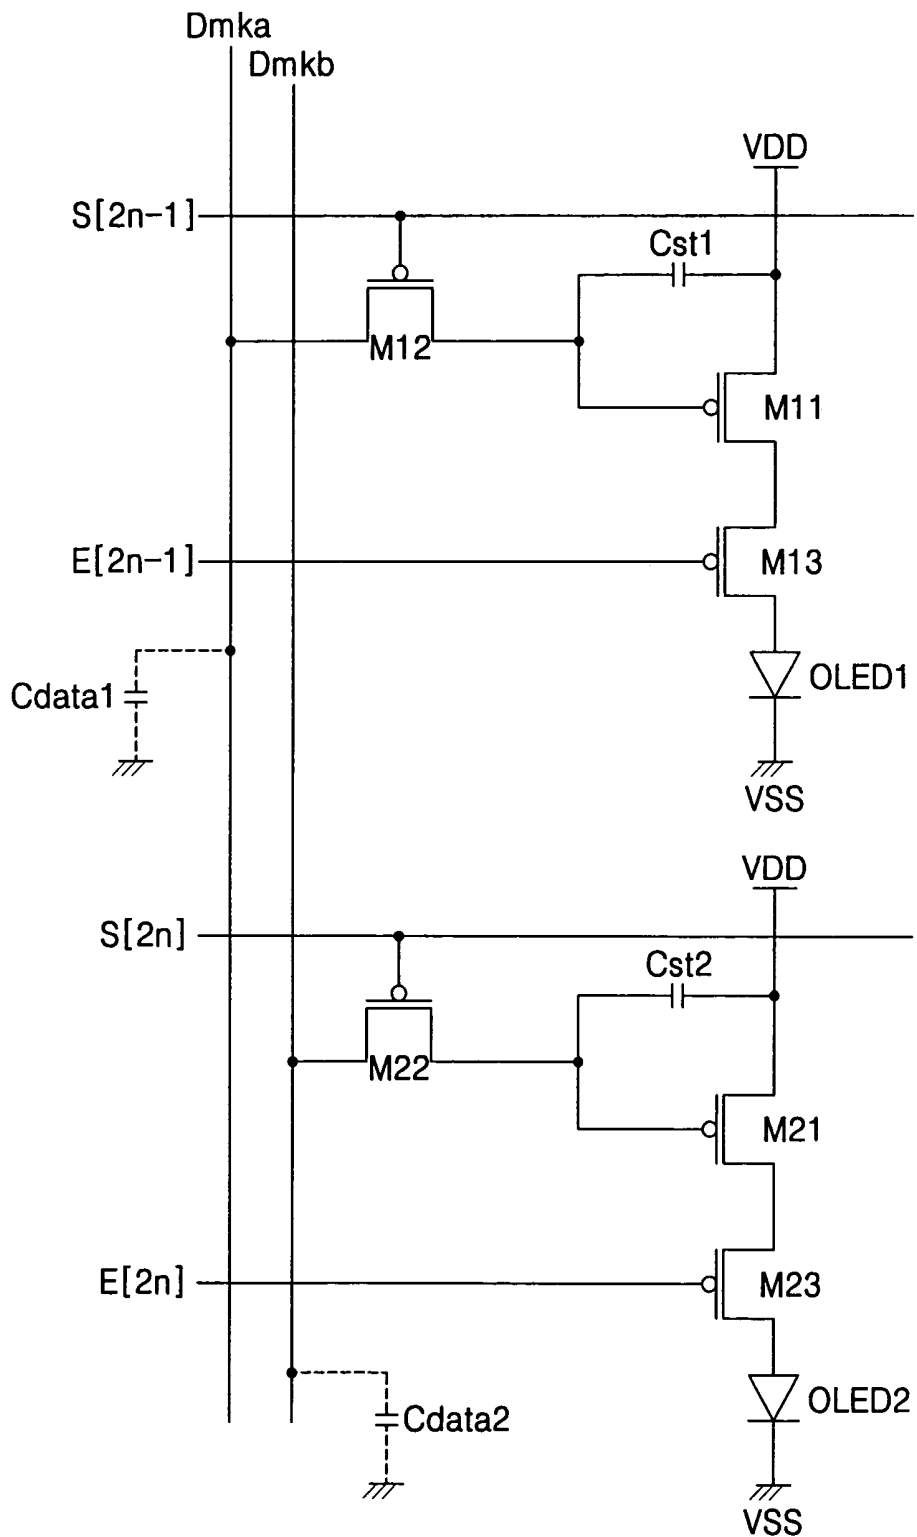 Dmka
Dmkb
VDD
S[2n-1]
Cst1
M12
M11
E[2n-1]
M13
Cdata1
OLED1
VSS
VDD
S[2n]
Cst2
M22
M21
E[2n]
M23
Cdata2
OLED2
VSS